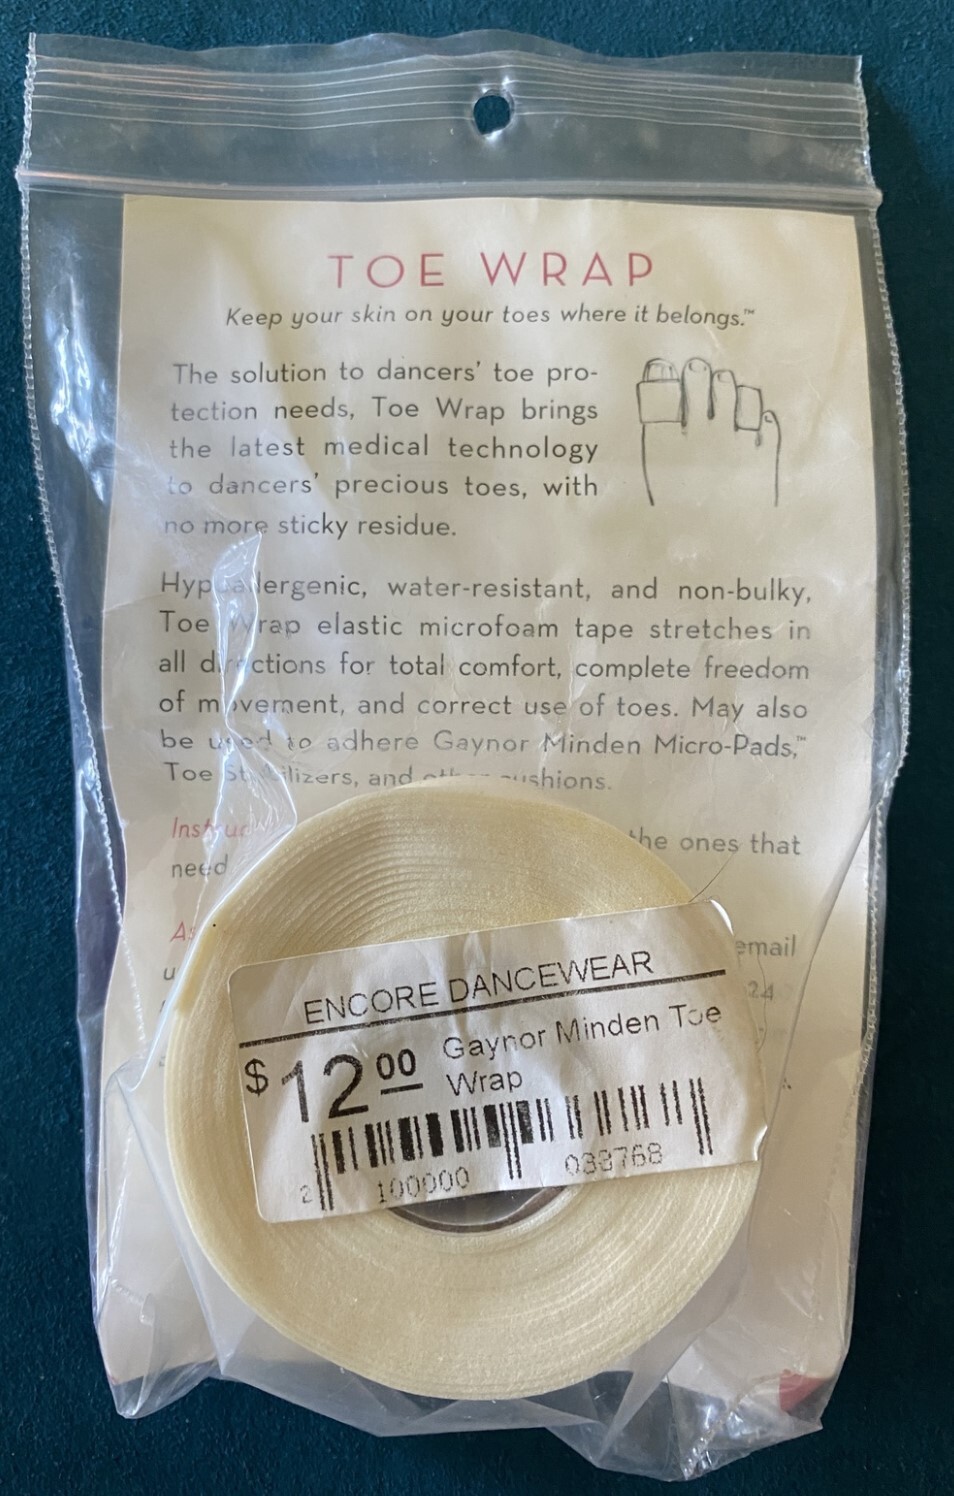 TOE WRAP
Keep your skin on your toes where it belongs.™
The solution to dancers' toe pro-
tection needs, Toe Wrap brings
the latest medical technology
to dancers' precious toes, with
no more sticky residue.
Hypoallergenic, water-resistant, and non-bulky,
Toe Wrap elastic microfoam tape stretches in
all directions for total comfort, complete freedom
of movement, and correct use of toes. May also
be used to adhere Gaynor Minden Micro-Pads,™
Toe Stabilizers, and other cushions.
the ones that
need
email
24
ENCORE DANCEWEAR
$12.00 Gaynor Minden Toe
Wrap
2 100000 033768